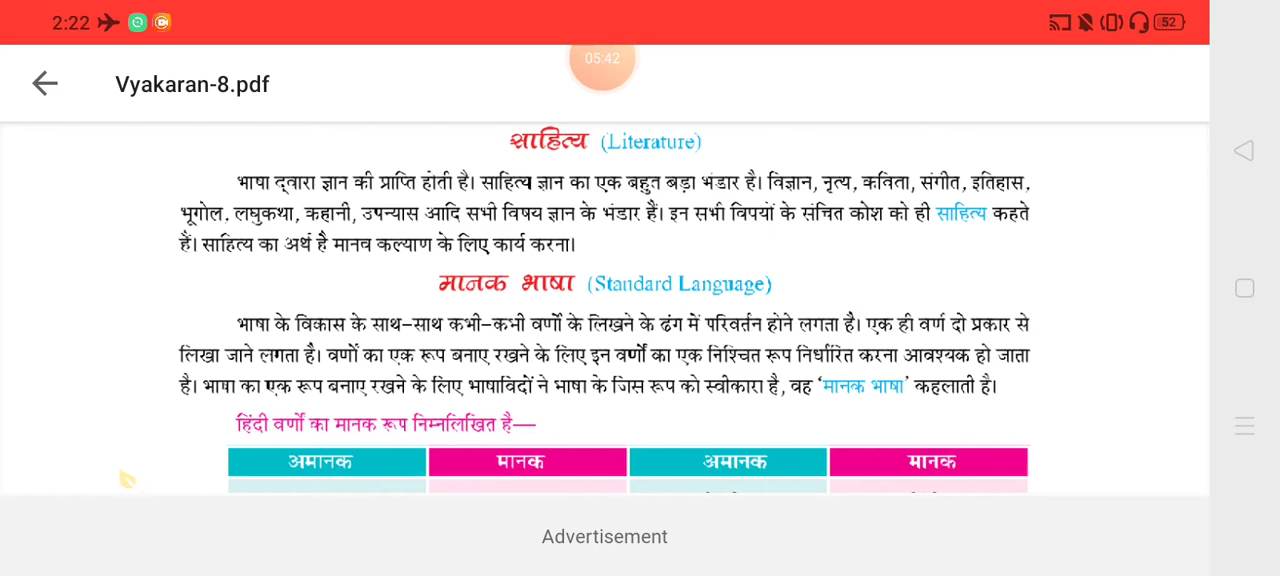 2:22
52
05:42
Vyakaran-8.pdf
साहित्य (Literature)
भाषा द्वारा ज्ञान की प्राप्ति होती है। साहित्य ज्ञान का एक बहुत बड़ा भंडार है। विज्ञान, नृत्य, कविता, संगीत, इतिहास,
भूगोल, लघुकथा, कहानी, उपन्यास आदि सभी विषय ज्ञान के भंडार हैं। इन सभी विषयों के संचित कोश को ही साहित्य कहते
हैं। साहित्य का अर्थ है मानव कल्याण के लिए कार्य करना।
मानक भाषा (Standard Language)
भाषा के विकास के साथ-साथ कभी-कभी वर्णों के लिखने के ढंग में परिवर्तन होने लगता है। एक ही वर्ण दो प्रकार से
लिखा जाने लगता है। वर्णों का एक रूप बनाए रखने के लिए इन वर्णों का एक निश्चित रूप निर्धारित करना आवश्यक हो जाता
है। भाषा का एक रूप बनाए रखने के लिए भाषाविदों ने भाषा के जिस रूप को स्वीकारा है, वह 'मानक भाषा' कहलाती है।
हिंदी वर्णों का मानक रूप निम्नलिखित है—
अमानक मानक अमानक मानक
Advertisement